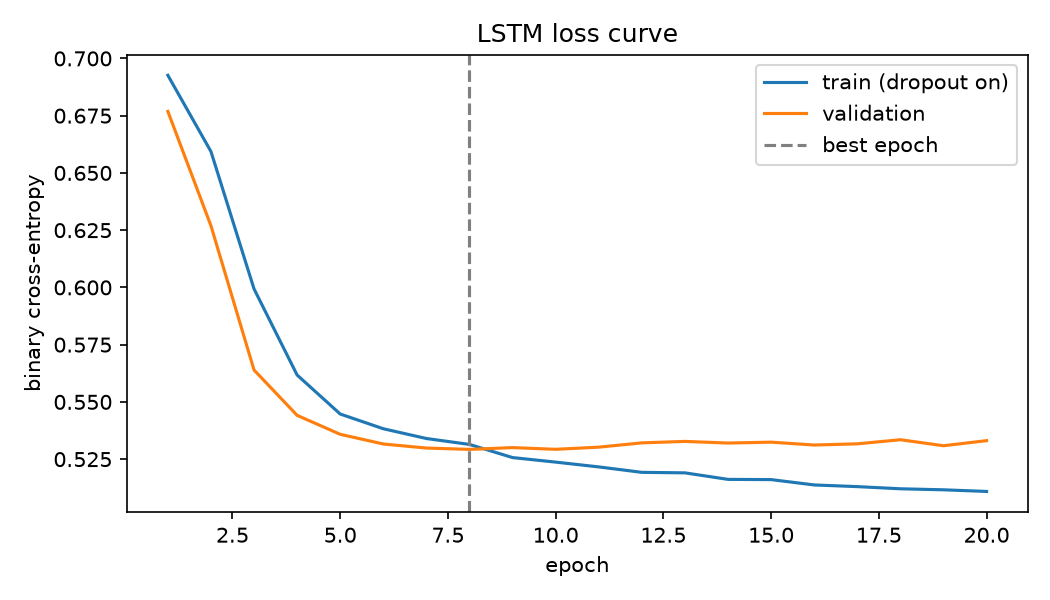 LSTM loss curve
0.700
0.675
0.650
0.625
0.600
0.575
0.550
0.525
binary cross-entropy
train (dropout on)
validation
best epoch
2.5 5.0 7.5 10.0 12.5 15.0 17.5 20.0
epoch